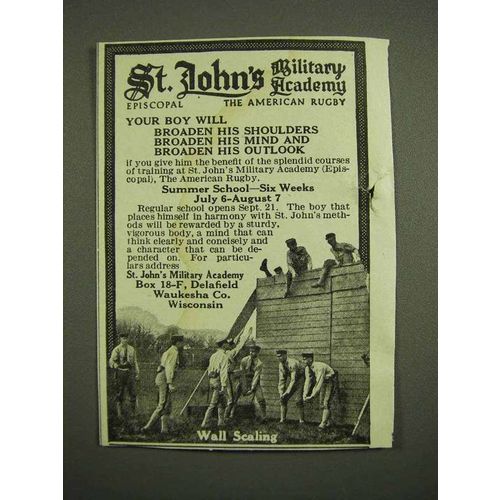 St. John's Military Academy
EPISCOPAL THE AMERICAN RUGBY
YOUR BOY WILL
BROADEN HIS SHOULDERS
BROADEN HIS MIND AND
BROADEN HIS OUTLOOK
if you give him the benefit of the splendid courses
of training at St. John's Military Academy (Epis-
copal), The American Rugby.
Summer School—Six Weeks
July 6-August 7
Regular school opens Sept. 21. The boy that
places himself in harmony with St. John's meth-
ods will be rewarded by a sturdy,
vigorous body, a mind that can
think clearly and concisely and
a character that can be de-
pended on. For particu-
lars address
St. John's Military Academy
Box 18-F, Delafield
Waukesha Co.
Wisconsin
Wall Scaling